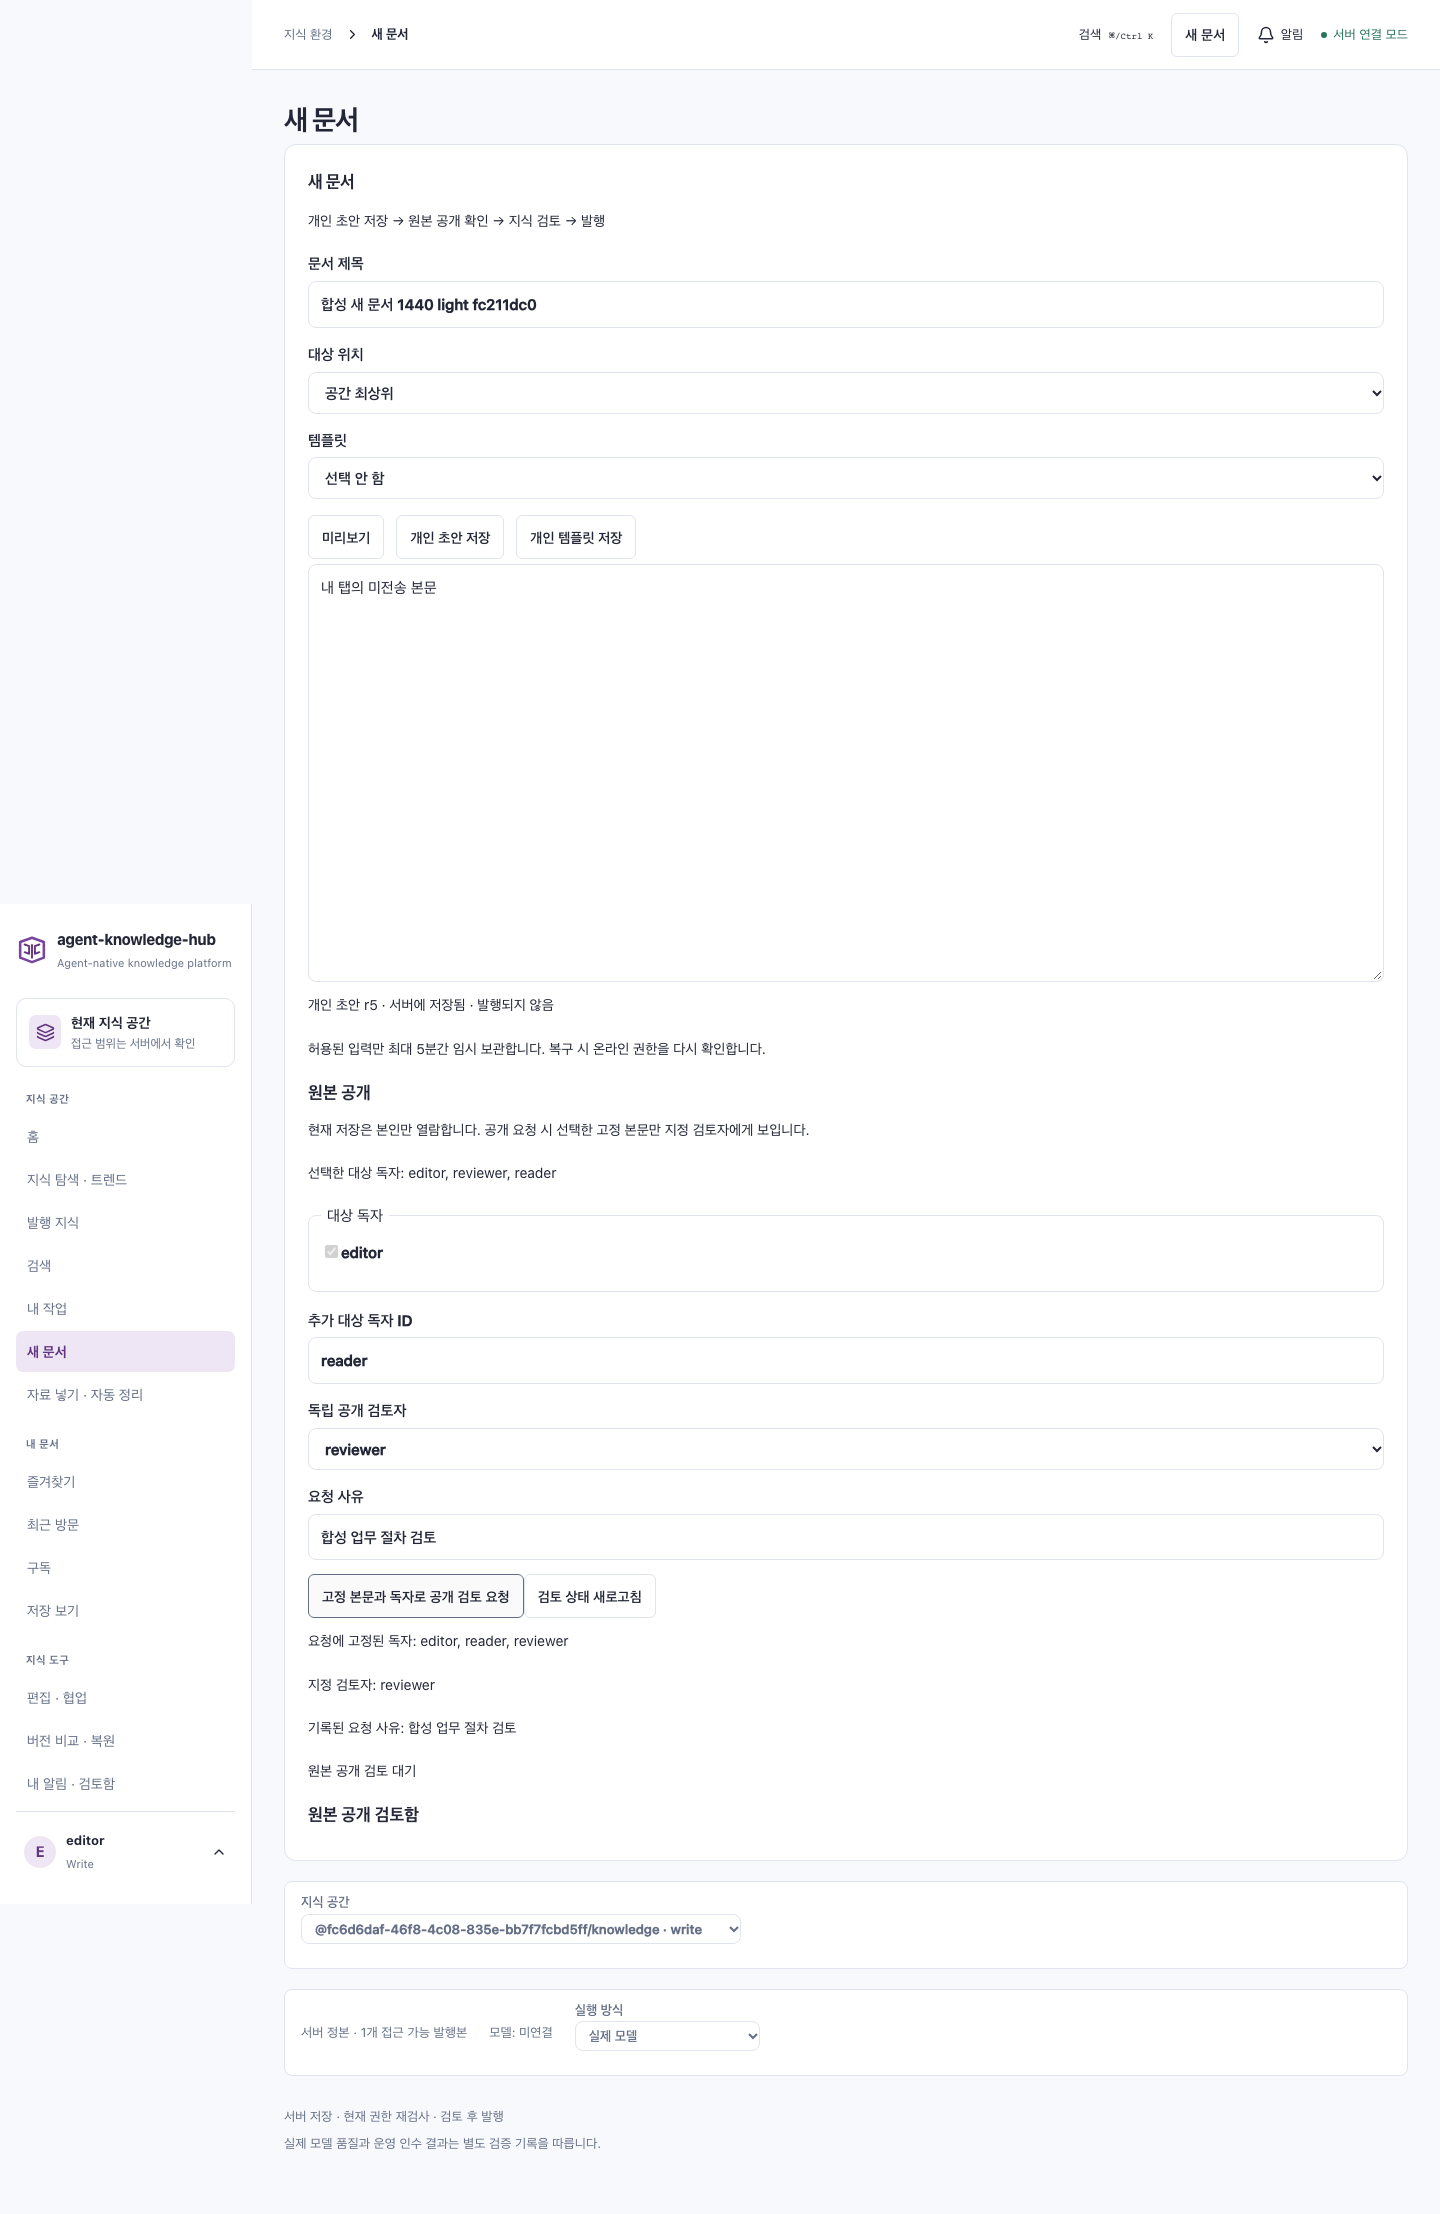 지식 환경 > 새 문서
검색 ⌘/Ctrl K
새 문서
알림
서버 연결 모드
새 문서
새 문서
개인 초안 저장 → 원본 공개 확인 → 지식 검토 → 발행
문서 제목
합성 새 문서 1440 light fc211dc0
대상 위치
공간 최상위
템플릿
선택 안 함
미리보기
개인 초안 저장
개인 템플릿 저장
내 탭의 미전송 본문
개인 초안 r5 · 서버에 저장됨 · 발행되지 않음
허용된 입력만 최대 5분간 임시 보관합니다. 복구 시 온라인 권한을 다시 확인합니다.
원본 공개
현재 저장은 본인만 열람합니다. 공개 요청 시 선택한 고정 본문만 지정 검토자에게 보입니다.
선택한 대상 독자: editor, reviewer, reader
대상 독자
editor
추가 대상 독자 ID
reader
독립 공개 검토자
reviewer
요청 사유
합성 업무 절차 검토
고정 본문과 독자로 공개 검토 요청
검토 상태 새로고침
요청에 고정된 독자: editor, reader, reviewer
지정 검토자: reviewer
기록된 요청 사유: 합성 업무 절차 검토
원본 공개 검토 대기
원본 공개 검토함
agent-knowledge-hub
Agent-native knowledge platform
현재 지식 공간
접근 범위는 서버에서 확인
지식 공간
홈
지식 탐색 · 트렌드
발행 지식
검색
내 작업
새 문서
자료 넣기 · 자동 정리
내 문서
즐겨찾기
최근 방문
구독
저장 보기
지식 도구
편집 · 협업
버전 비교 · 복원
내 알림 · 검토함
E
editor
Write
지식 공간
@fc6d6daf-46f8-4c08-835e-bb7f7fcbd5ff/knowledge · write
서버 정본 · 1개 접근 가능 발행본
모델: 미연결
실행 방식
실제 모델
서버 저장 · 현재 권한 재검사 · 검토 후 발행
실제 모델 품질과 운영 인수 결과는 별도 검증 기록을 따릅니다.